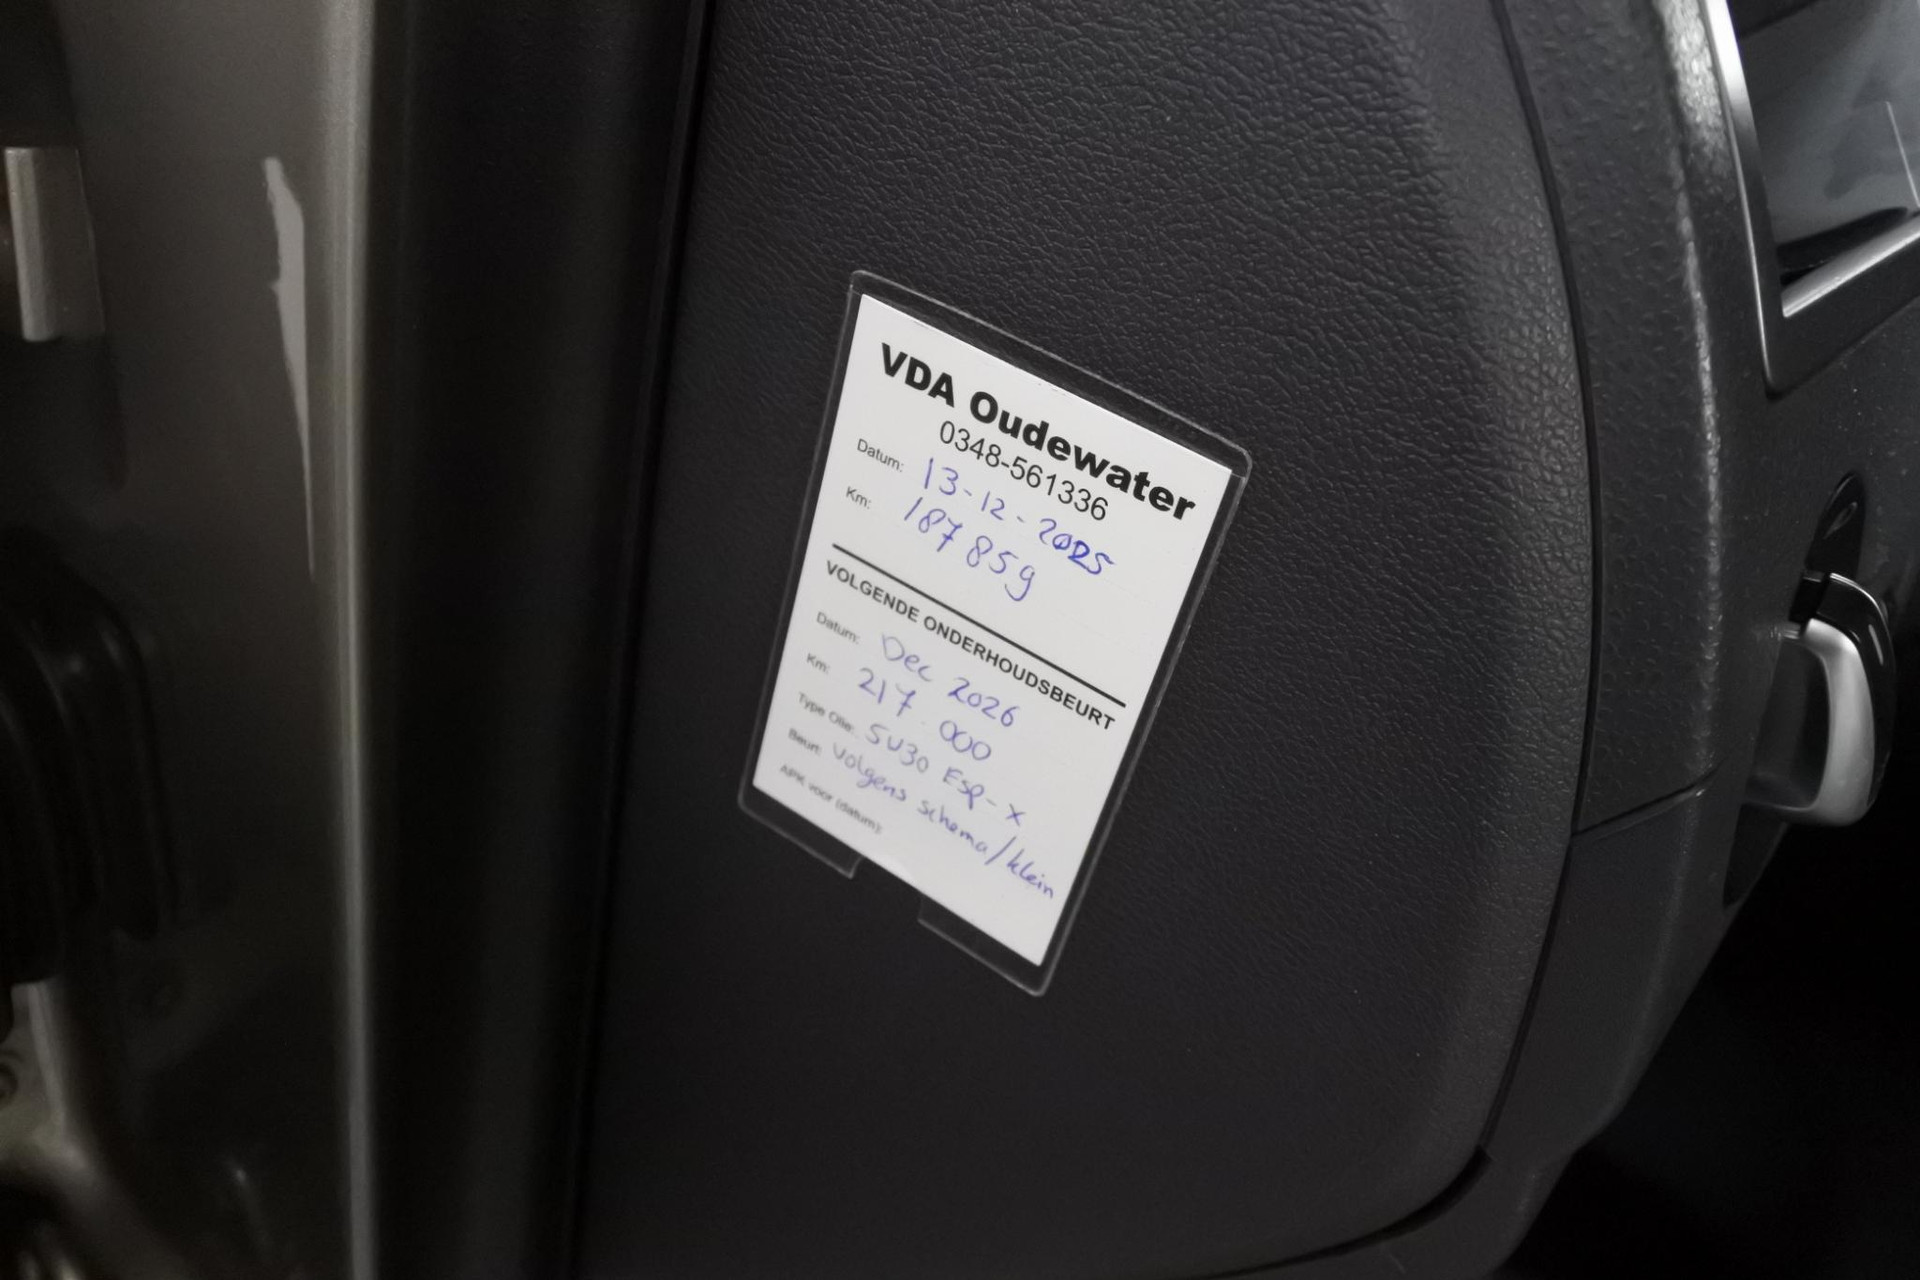 VDA Oudewater
0348-561336
Datum: 13-12-2025
Km: 187859
VOLGENDE ONDERHOUDSBEURT
Datum: Dec 2026
Km: 217.000
Type Olie: 5W30 ESP-X
Beurt: volgens schema/klein
APK voor (datum):